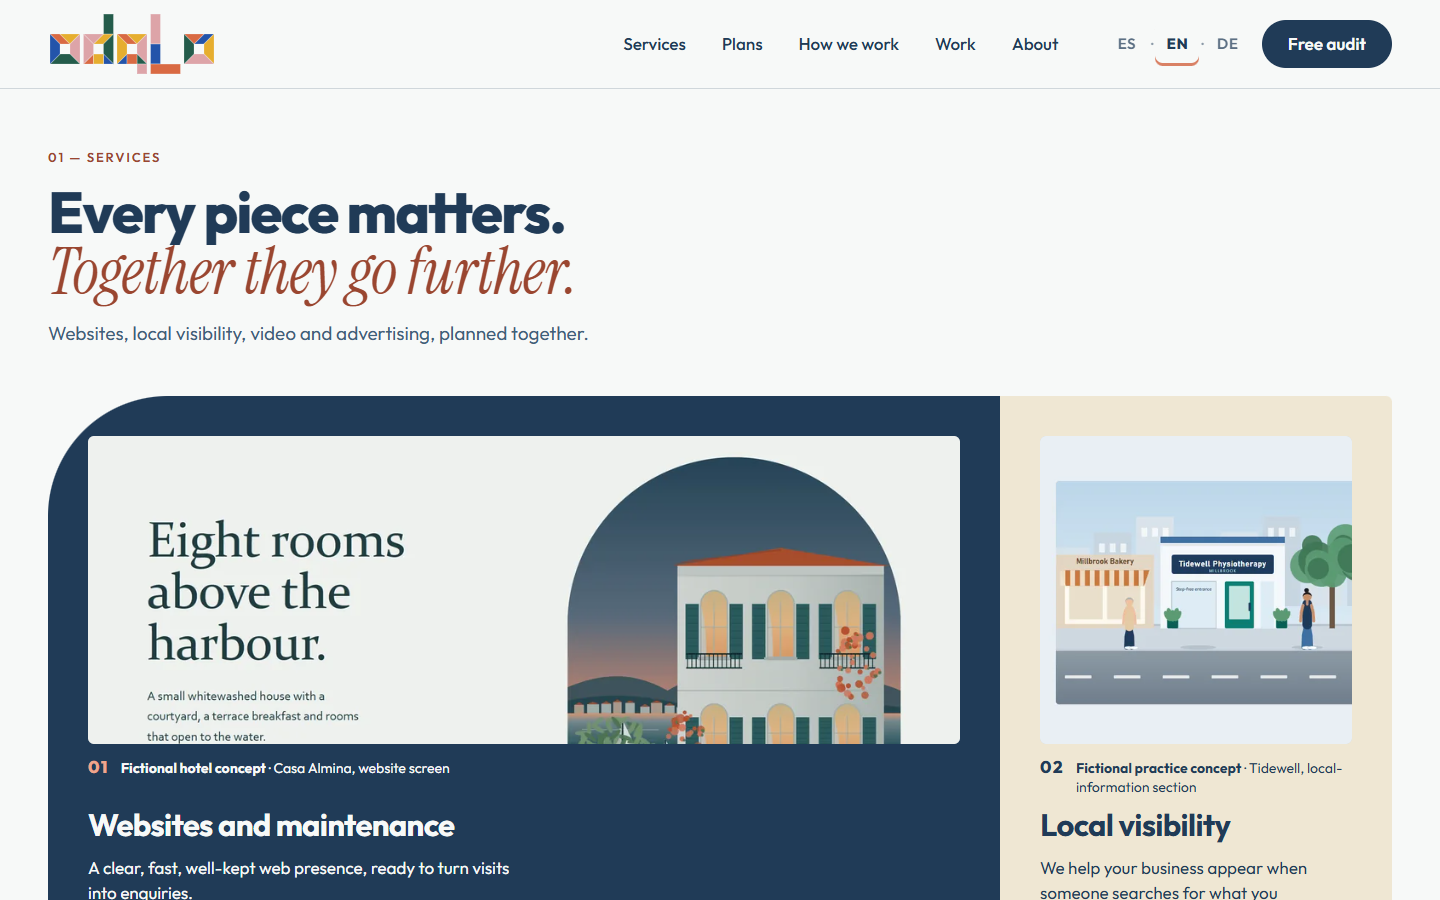 odalo
Services
Plans
How we work
Work
About
ES · EN · DE
Free audit
01 — SERVICES
Every piece matters.
Together they go further.
Websites, local visibility, video and advertising, planned together.
Eight rooms
above the
harbour.
A small whitewashed house with a
courtyard, a terrace breakfast and rooms
that open to the water.
01 Fictional hotel concept · Casa Almina, website screen
Websites and maintenance
A clear, fast, well-kept web presence, ready to turn visits
into enquiries.
Millbrook Bakery
Tidewell Physiotherapy
MILLBROOK
Step-free entrance
02 Fictional practice concept · Tidewell, local-
information section
Local visibility
We help your business appear when
someone searches for what you